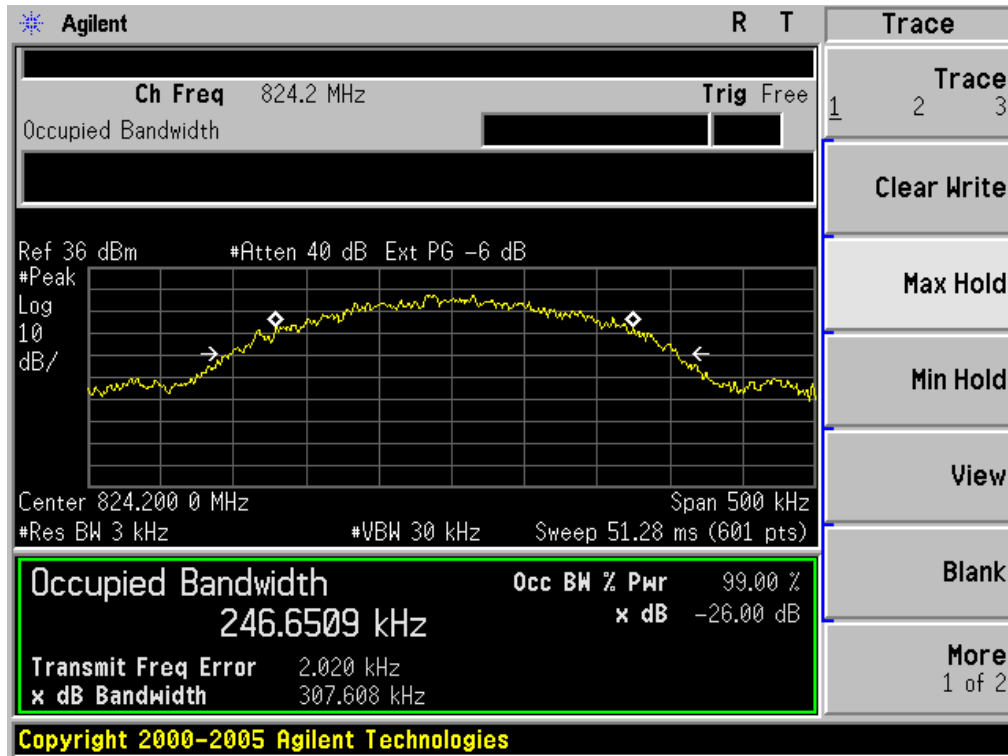 Agilent R T Trace
Ch Freq 824.2 MHz Trig Free
Occupied Bandwidth
Trace
1 2 3
Clear Write
Max Hold
Min Hold
View
Blank
More
1 of 2
Ref 36 dBm #Atten 40 dB Ext PG -6 dB
#Peak
Log
10
dB/
Center 824.200 0 MHz Span 500 kHz
#Res BW 3 kHz #VBW 30 kHz Sweep 51.28 ms (601 pts)
Occupied Bandwidth Occ BW % Pwr 99.00 %
246.6509 kHz x dB -26.00 dB
Transmit Freq Error 2.020 kHz
x dB Bandwidth 307.608 kHz
Copyright 2000-2005 Agilent Technologies